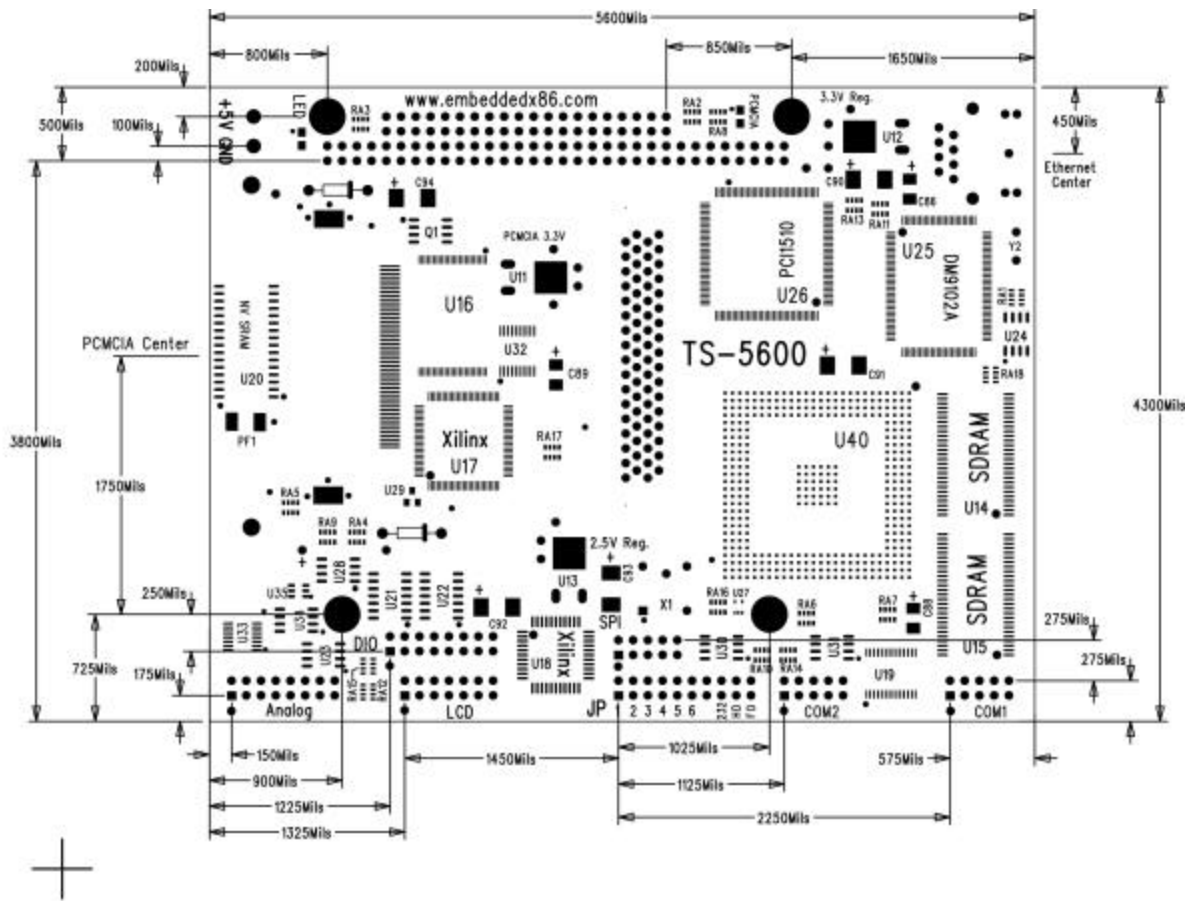 5600Mils
800Mils
850Mils
1650Mils
200Mils
500Mils
100Mils
+5V
GND
LED
RA3
www.embeddedx86.com
RA2
RA8
PCMCIA
3.3V Reg.
U12
450Mils
Ethernet
Center
C94
C90
C86
RA13
RA11
Q1
PCMCIA 3.3V
U11
PCI1510
U26
U25
DM9102A
Y2
RA1
U16
NV SRAM
U20
U32
U24
PCMCIA Center
TS-5600
C89
C91
RA18
4300Mils
3800Mils
PF1
Xilinx
U17
RA17
U40
SDRAM
U14
1750Mils
RA5
U29
RA9
RA4
2.5V Reg.
U13
C93
U28
U35
U21
U22
X1
RA16
U27
RA6
RA7
C88
SDRAM
U15
250Mils
U33
C92
SPI
275Mils
725Mils
175Mils
DIO
U23
U18
Xilinx
U30
RA10
RA14
U31
U19
275Mils
RA15
RA12
Analog
LCD
JP
2
3
4
5
6
232
HD
FD
COM2
COM1
150Mils
1450Mils
1025Mils
575Mils
900Mils
1125Mils
1225Mils
2250Mils
1325Mils